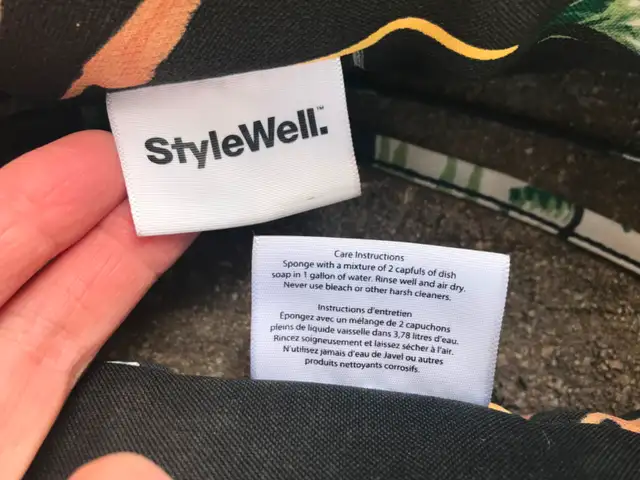 StyleWell.™
Care Instructions
Sponge with a mixture of 2 capfuls of dish
soap in 1 gallon of water. Rinse well and air dry.
Never use bleach or other harsh cleaners.
Instructions d'entretien
Épongez avec un mélange de 2 capuchons
pleins de liquide vaisselle dans 3,78 litres d'eau.
Rincez soigneusement et laissez sécher à l'air.
N'utilisez jamais d'eau de Javel ou autres
produits nettoyants corrosifs.